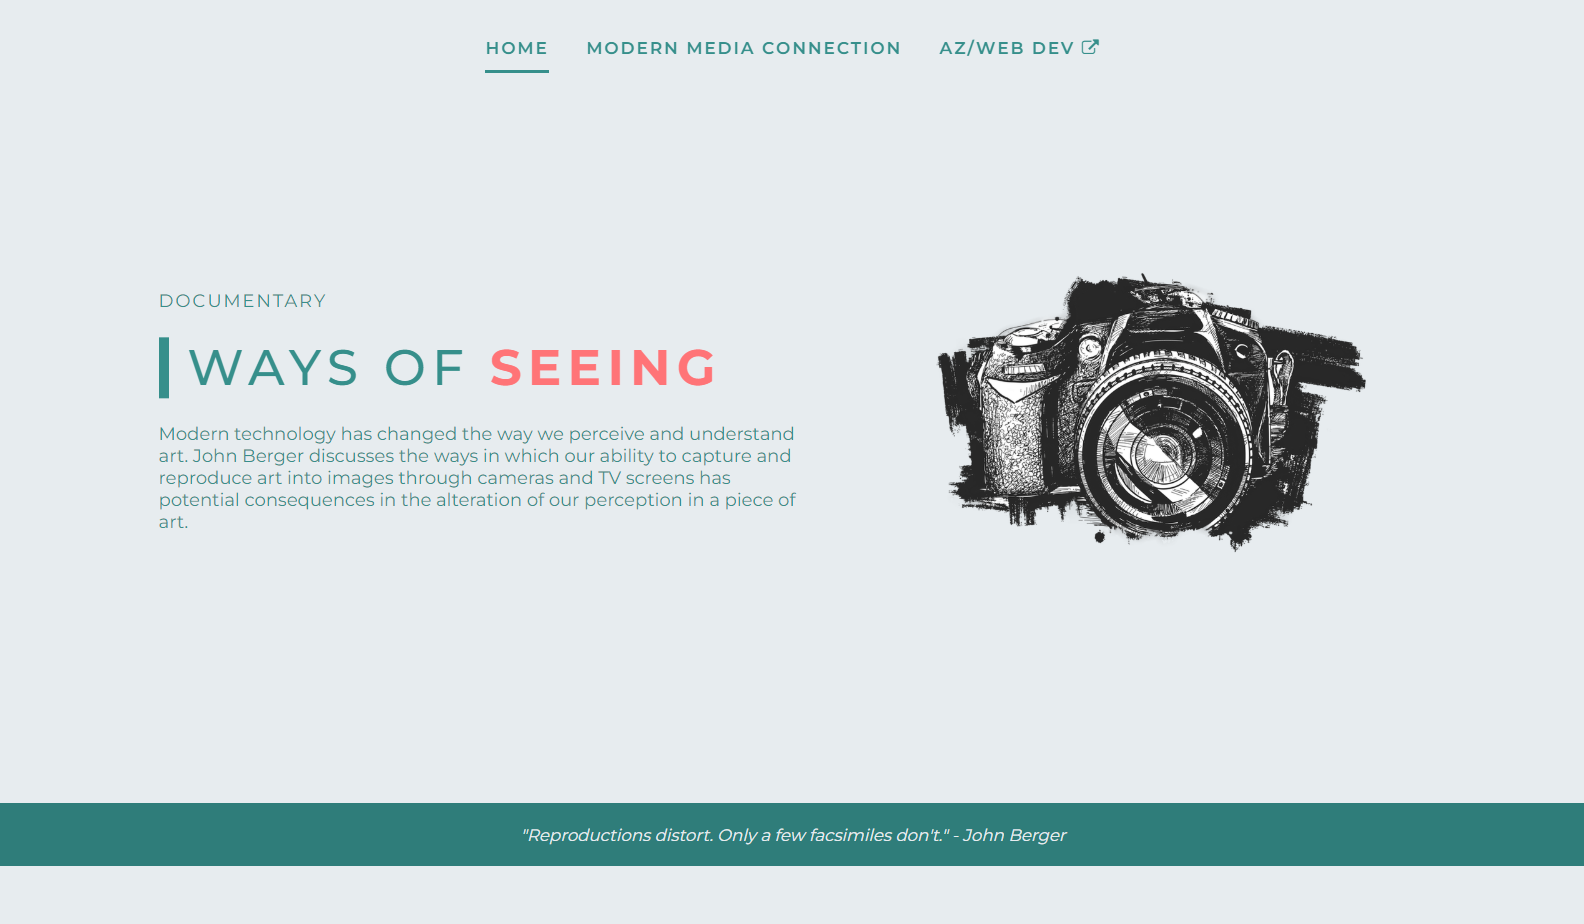 HOME MODERN MEDIA CONNECTION AZ/WEB DEV
DOCUMENTARY
WAYS OF SEEING
Modern technology has changed the way we perceive and understand
art. John Berger discusses the ways in which our ability to capture and
reproduce art into images through cameras and TV screens has
potential consequences in the alteration of our perception in a piece of
art.
"Reproductions distort. Only a few facsimiles don't." - John Berger